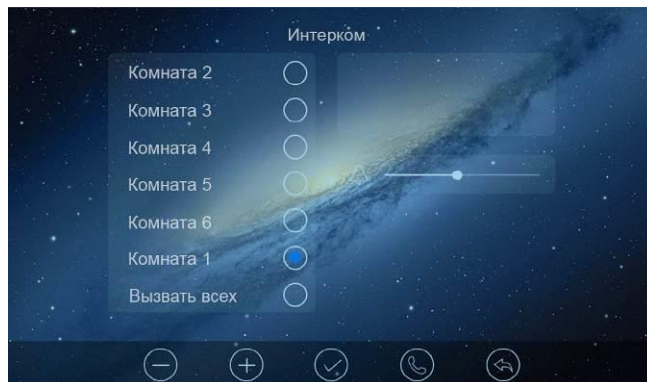 Интерком
Комната 2
Комната 3
Комната 4
Комната 5
Комната 6
Комната 1
Вызвать всех